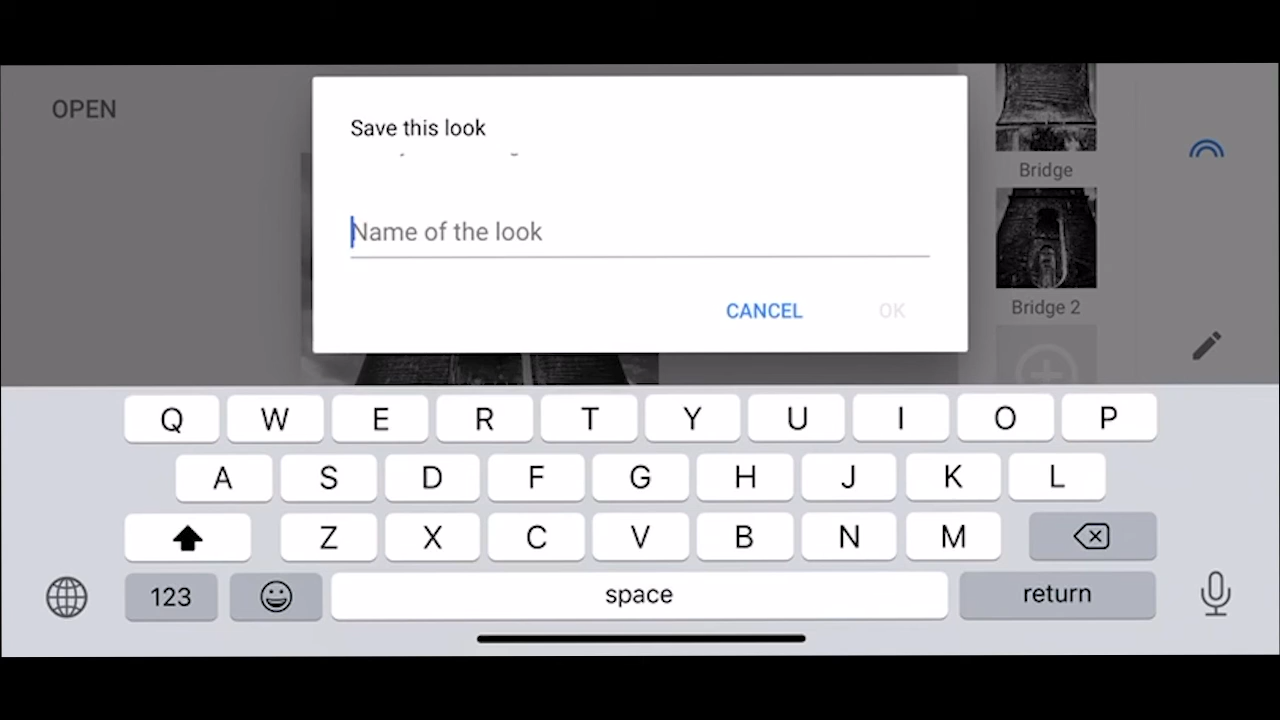 OPEN
Save this look
Name of the look
CANCEL
OK
Bridge
Bridge 2
Q W E R T Y U I O P
A S D F G H J K L
Z X C V B N M
123
space
return